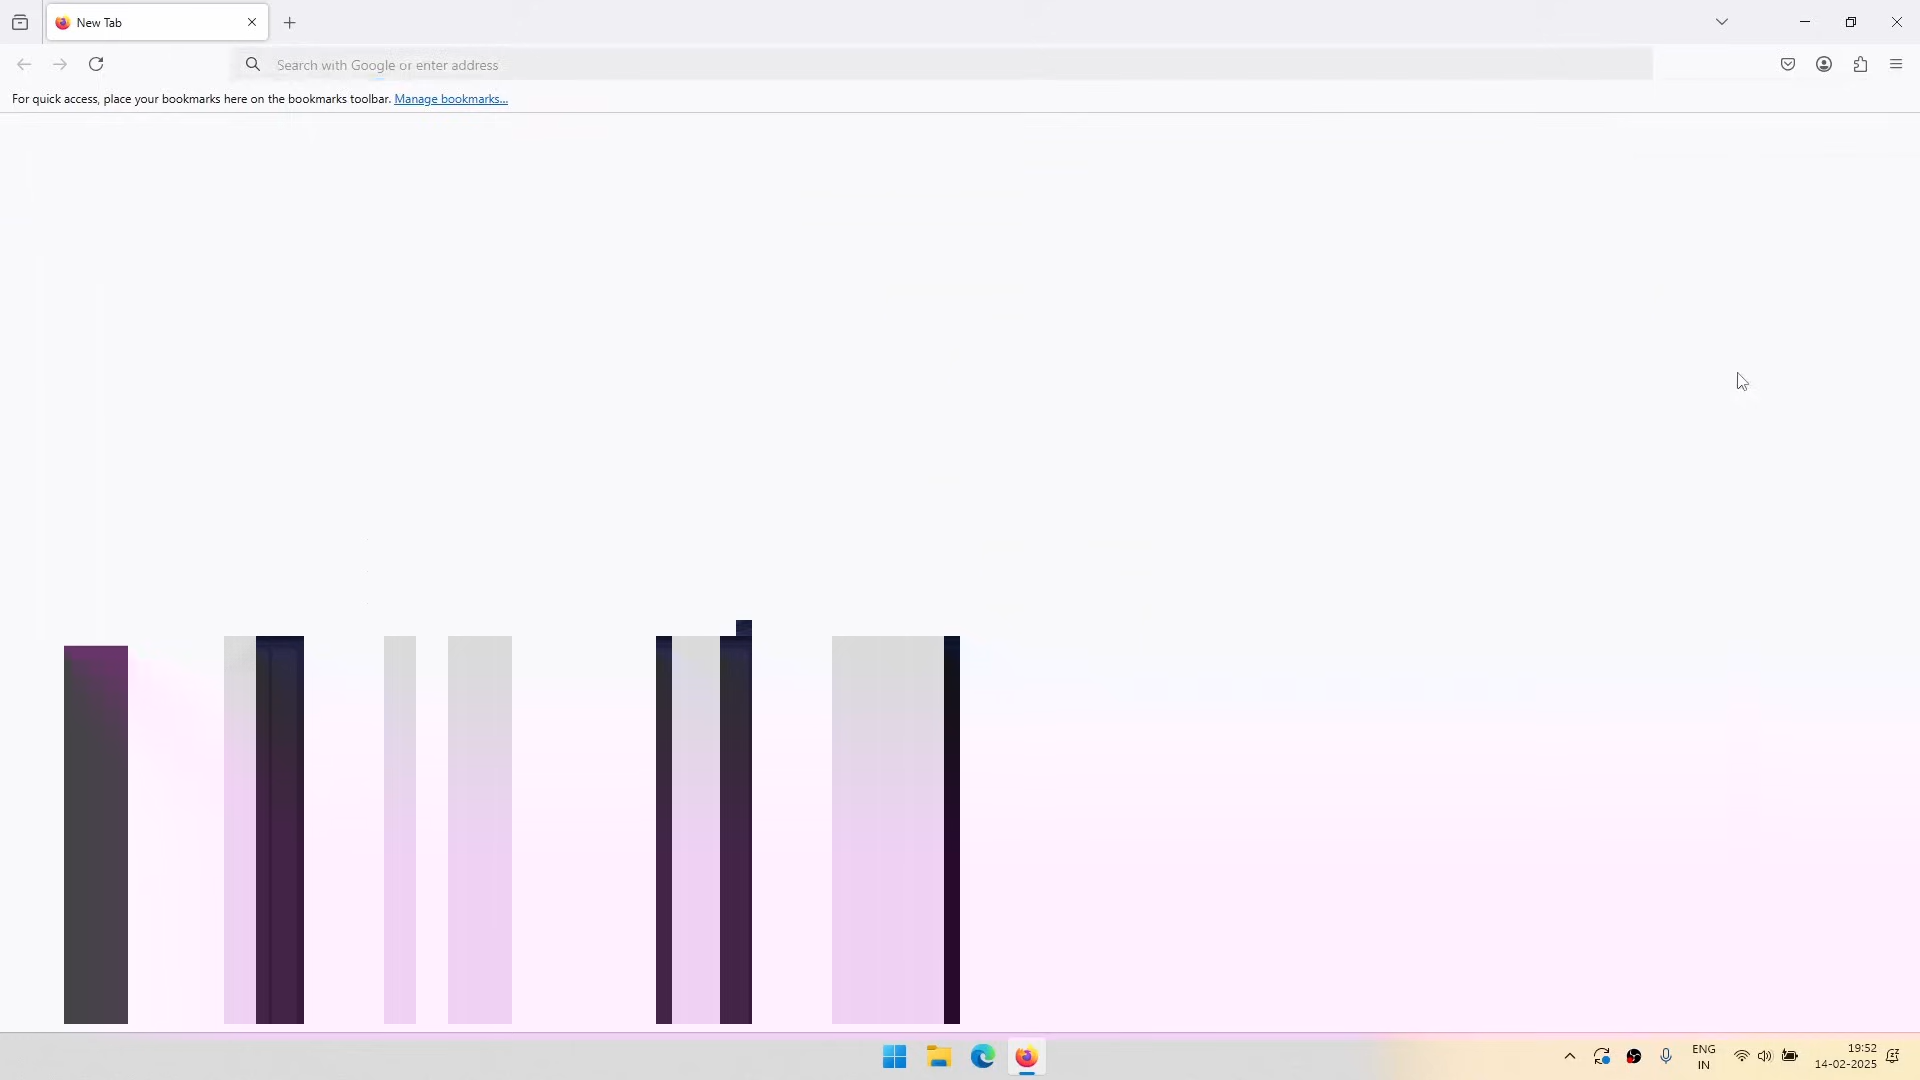 New Tab
Search with Google or enter address
For quick access, place your bookmarks here on the bookmarks toolbar. Manage bookmarks...
ENG
IN
19:52
14-02-2025